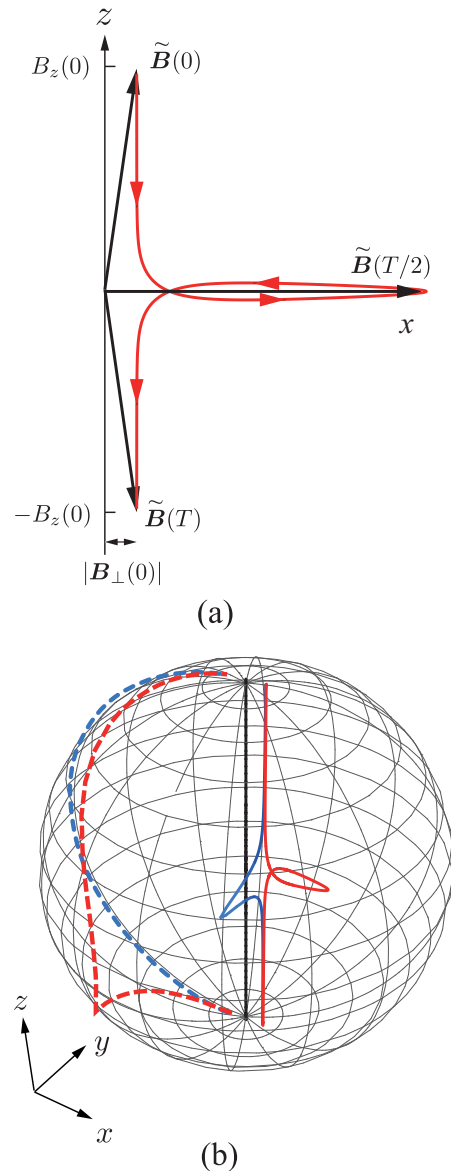 z
B_z(0)
B̃(0)
B̃(T/2)
x
−B_z(0)
B̃(T)
|B_⊥(0)|
(a)
z
y
x
(b)